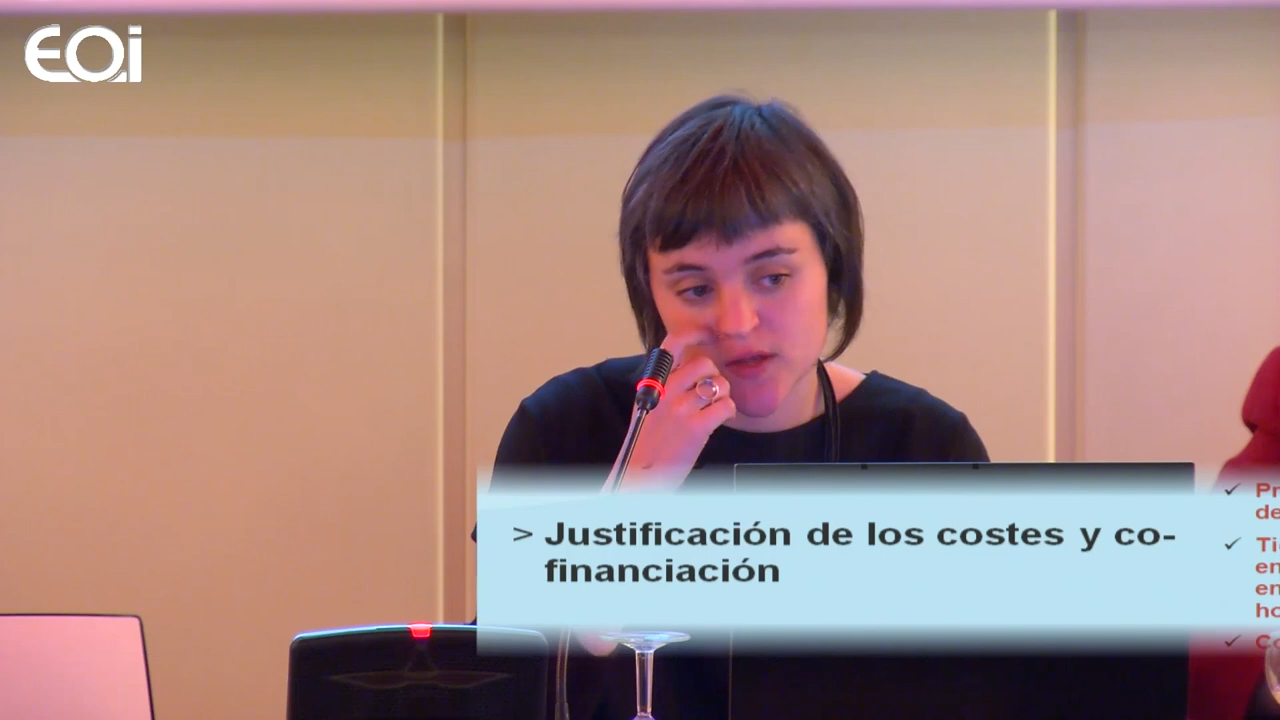 EOi
> Justificación de los costes y co-
financiación